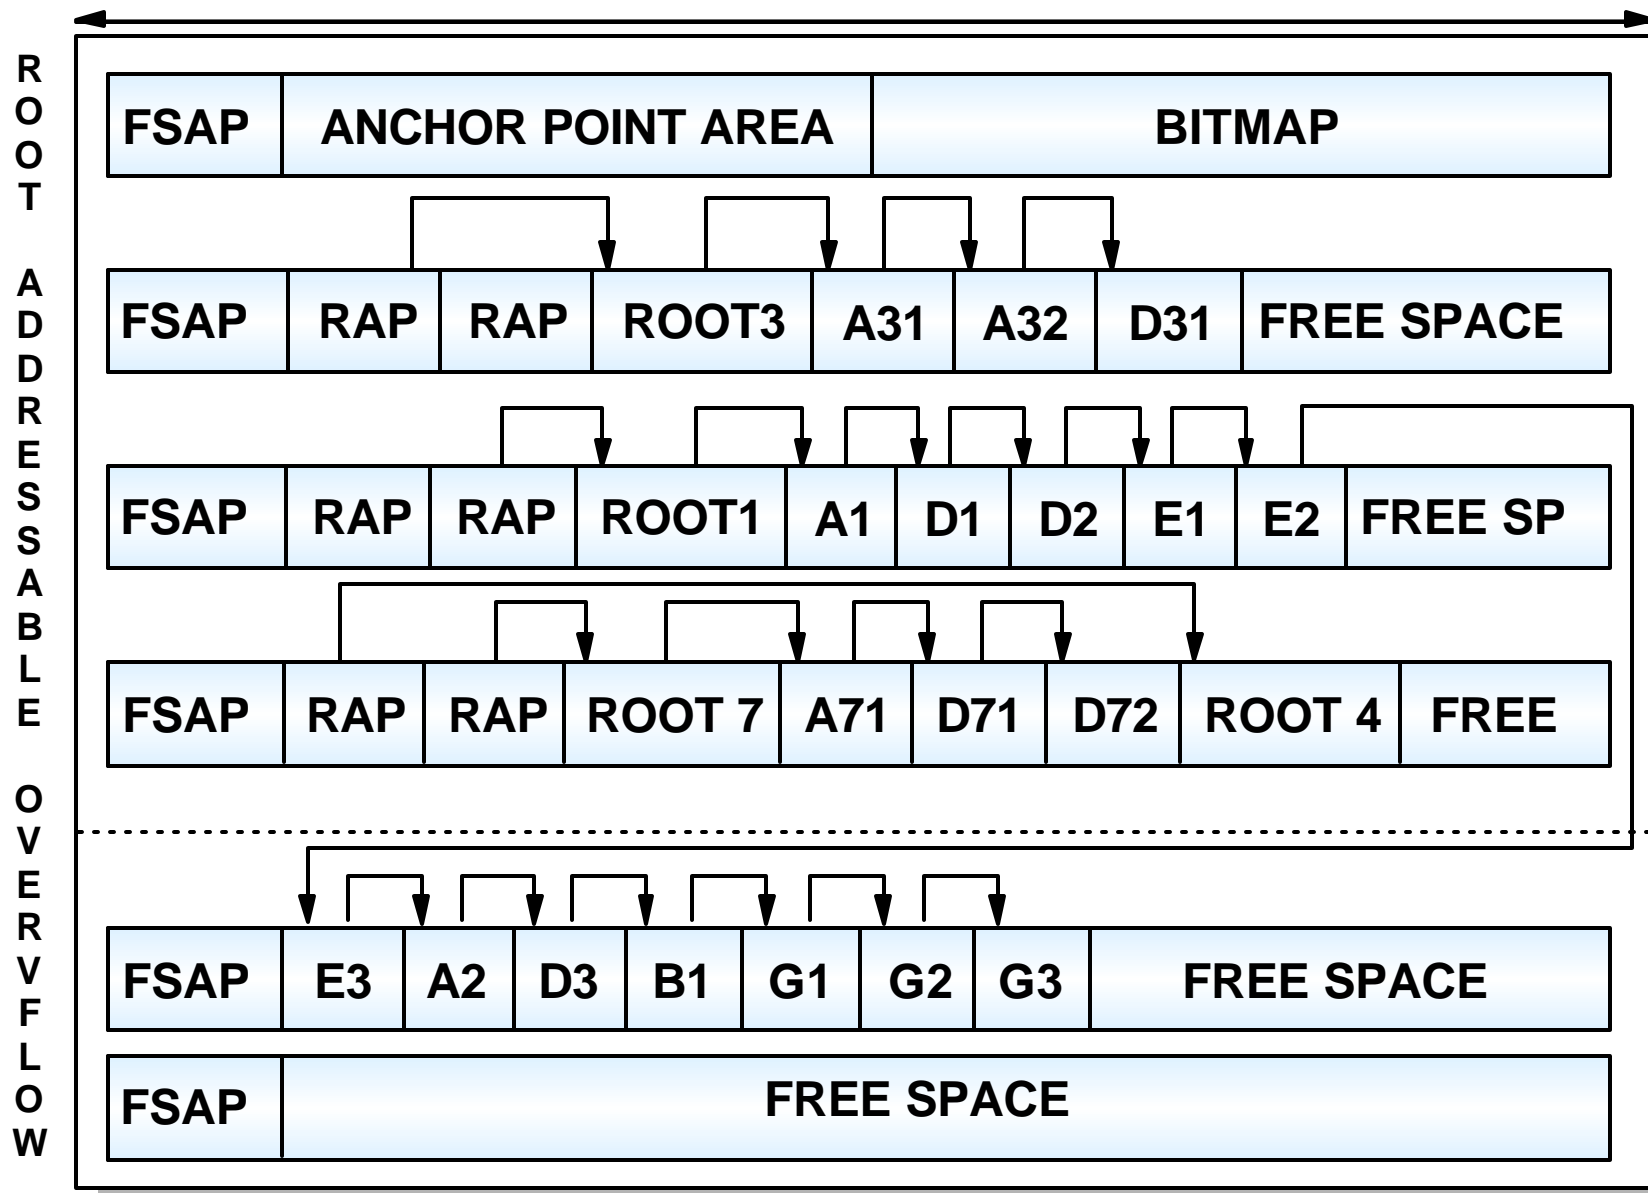 ROOT ADDRESSABLE
OVERVFLOW
FSAP ANCHOR POINT AREA BITMAP
FSAP RAP RAP ROOT3 A31 A32 D31 FREE SPACE
FSAP RAP RAP ROOT1 A1 D1 D2 E1 E2 FREE SP
FSAP RAP RAP ROOT 7 A71 D71 D72 ROOT 4 FREE
FSAP E3 A2 D3 B1 G1 G2 G3 FREE SPACE
FSAP FREE SPACE